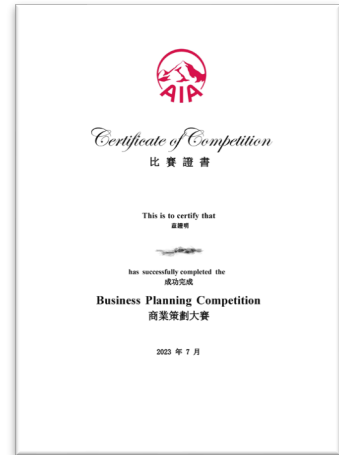 AIA
Certificate of Competition
比賽證書
This is to certify that
茲證明
has successfully completed the
成功完成
Business Planning Competition
商業策劃大賽
2023 年 7 月